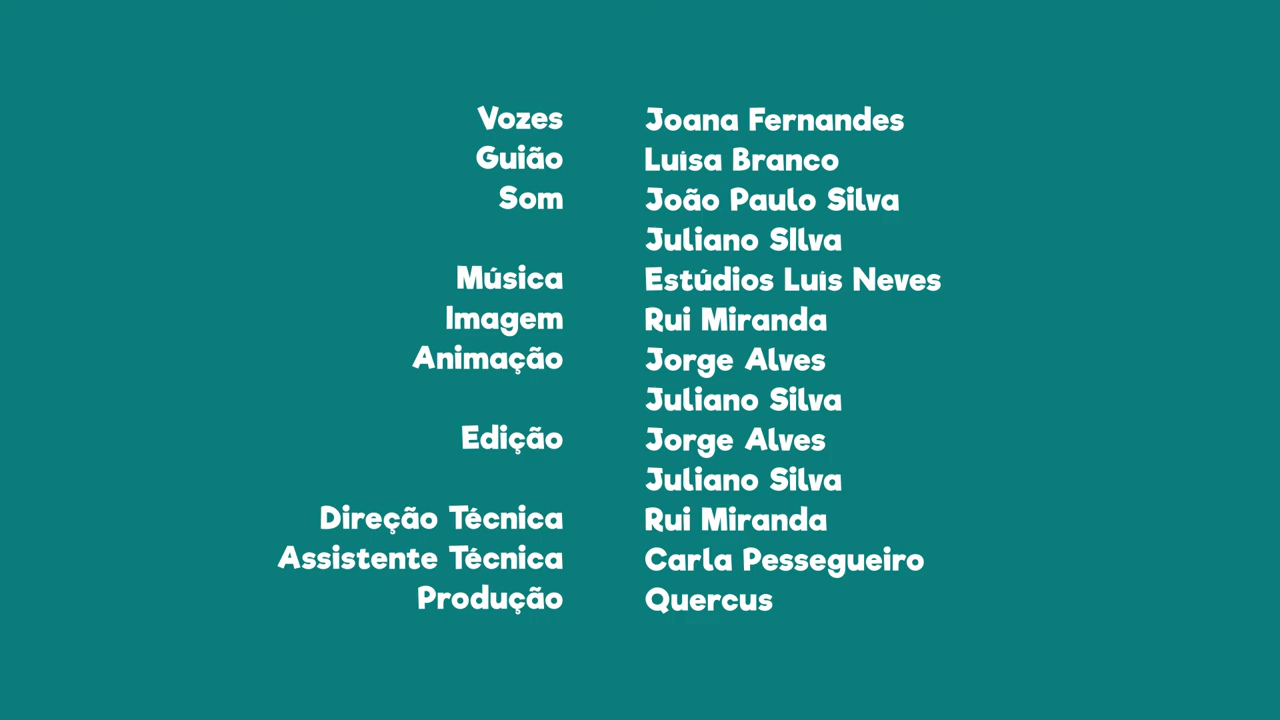 Vozes Joana Fernandes
Guião Luísa Branco
Som João Paulo Silva
Juliano SIlva
Música Estúdios Luís Neves
Imagem Rui Miranda
Animação Jorge Alves
Juliano Silva
Edição Jorge Alves
Juliano Silva
Direção Técnica Rui Miranda
Assistente Técnica Carla Pessegueiro
Produção Quercus